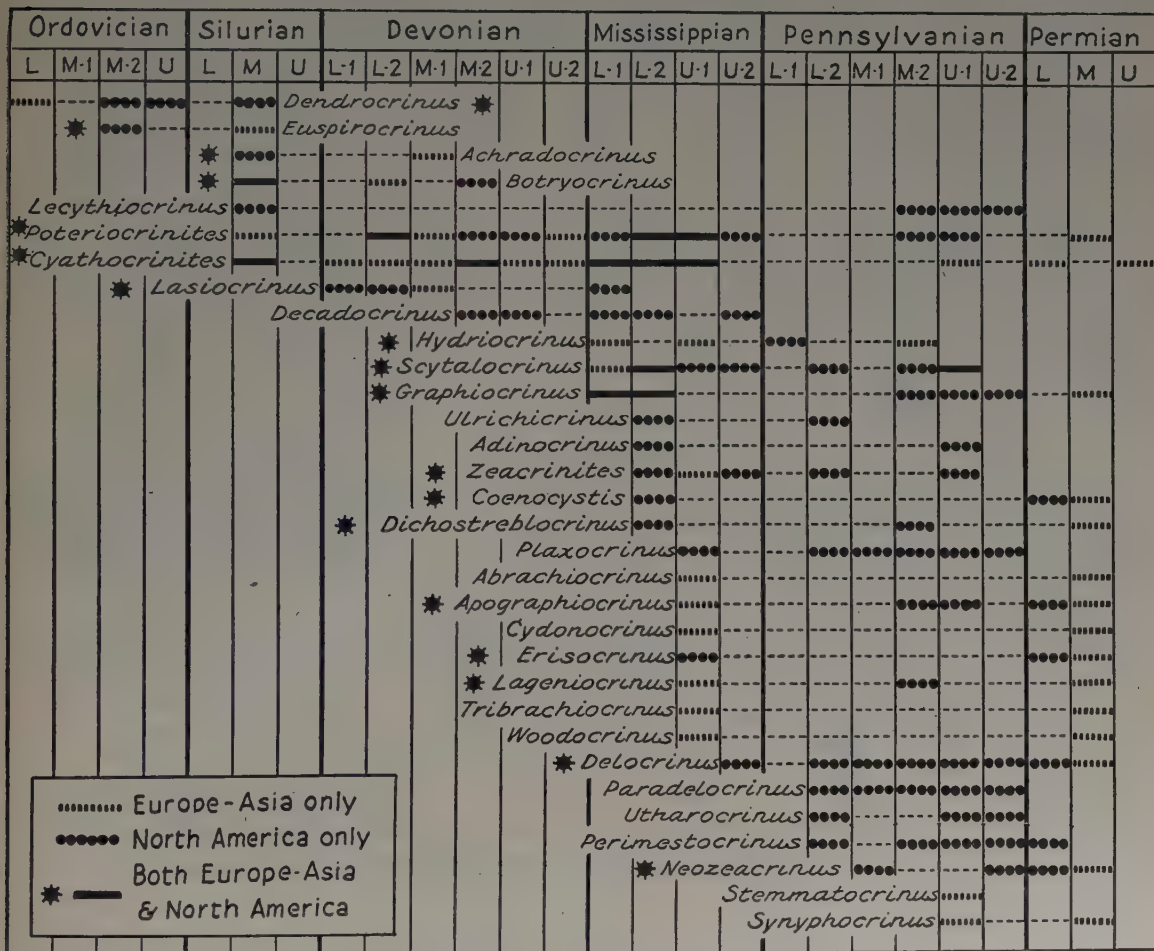 Ordovician Silurian Devonian Mississippian Pennsylvanian Permian
L M-1 M-2 U L M U L-1 L-2 M-1 M-2 U-1 U-2 L-1 L-2 U-1 U-2 L-1 L-2 M-1 M-2 U-1 U-2 L M U
Dendrocrinus
Euspirocrinus
Achradocrinus
Botryocrinus
Lecythiocrinus
Poteriocrinites
Cyathocrinites
Lasiocrinus
Decadocrinus
Hydriocrinus
Scytalocrinus
Graphiocrinus
Ulrichicrinus
Adinocrinus
Zeacrinites
Coenocystis
Dichostreblocrinus
Plaxocrinus
Abrachiocrinus
Apographiocrinus
Cydonocrinus
Erisocrinus
Lageniocrinus
Tribrachiocrinus
Woodocrinus
Delocrinus
Paradelocrinus
Utharocrinus
Perimestocrinus
Neozeacrinus
Stemmatocrinus
Synyphocrinus
Europe-Asia only
North America only
Both Europe-Asia
& North America